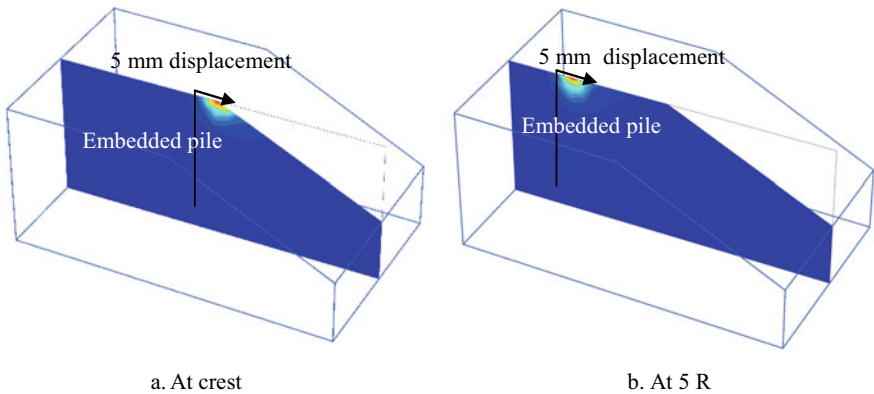 5 mm displacement
Embedded pile
a. At crest
5 mm displacement
Embedded pile
b. At 5 R